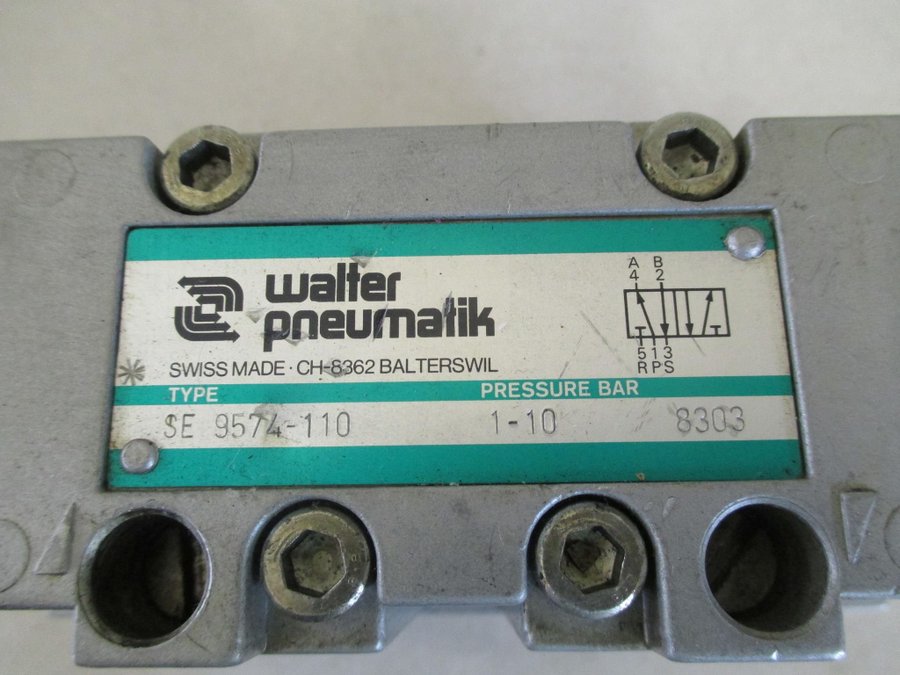 walter
pneumatik
SWISS MADE · CH-8362 BALTERSWIL
A B
4 2
5 1 3
R P S
TYPE PRESSURE BAR
SE 9574-110 1-10 8303